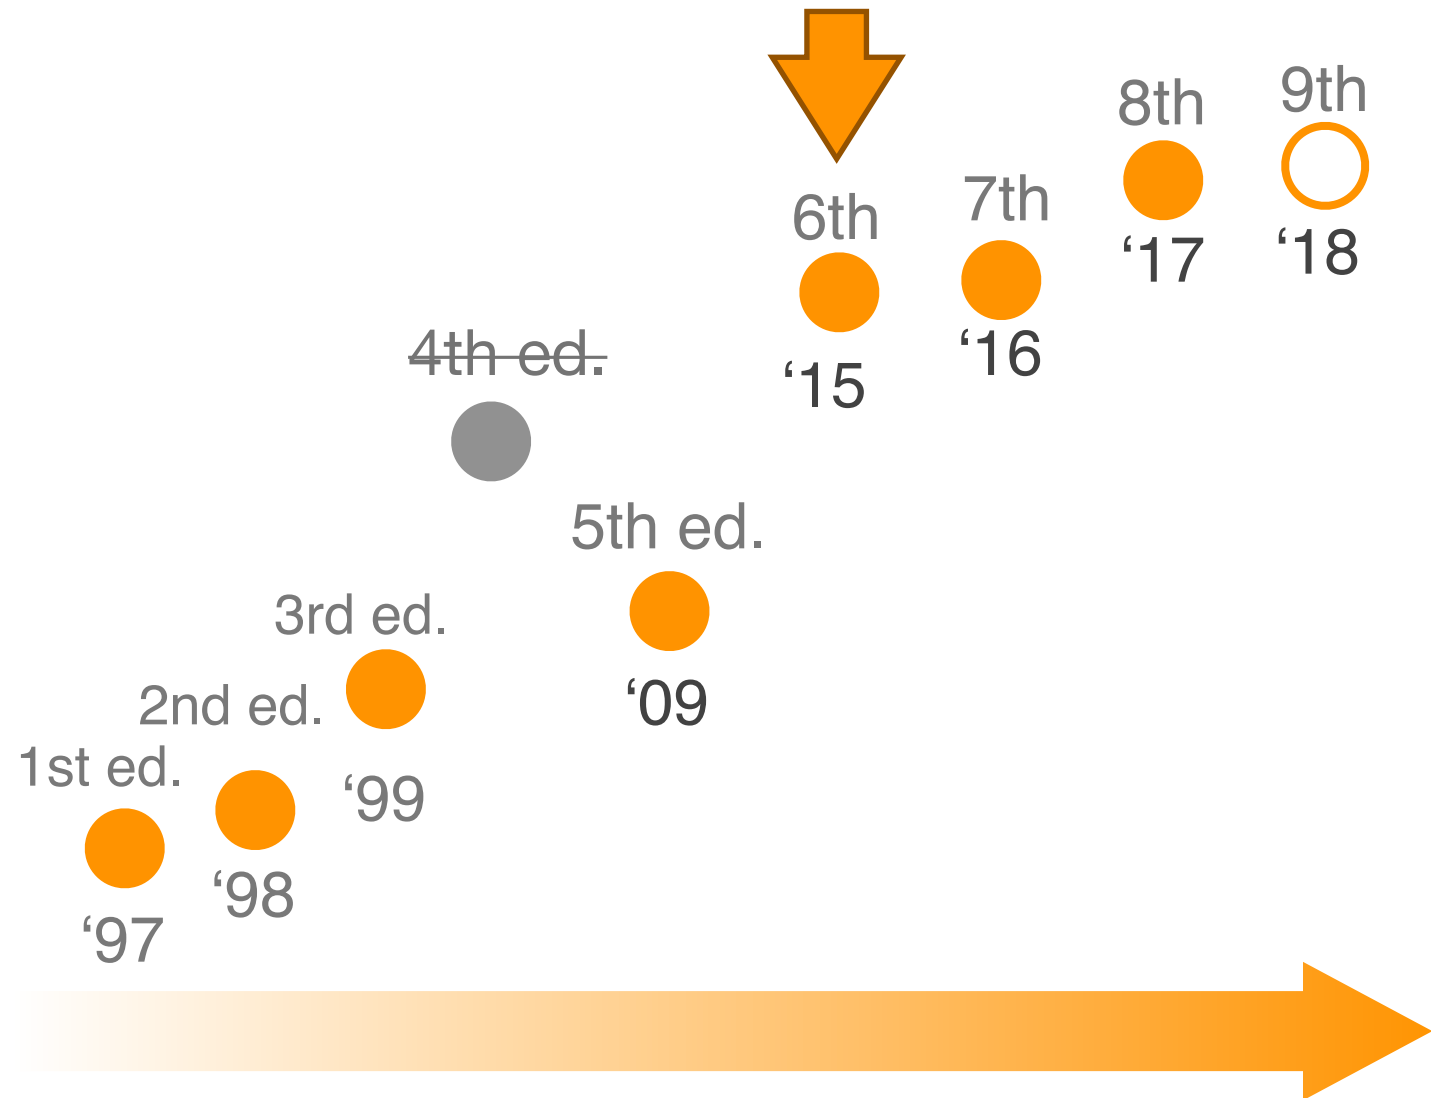 8th
9th
6th
7th
‘17
‘18
‘15
‘16
4th ed.
5th ed.
3rd ed.
‘09
2nd ed.
1st ed.
‘99
‘98
‘97